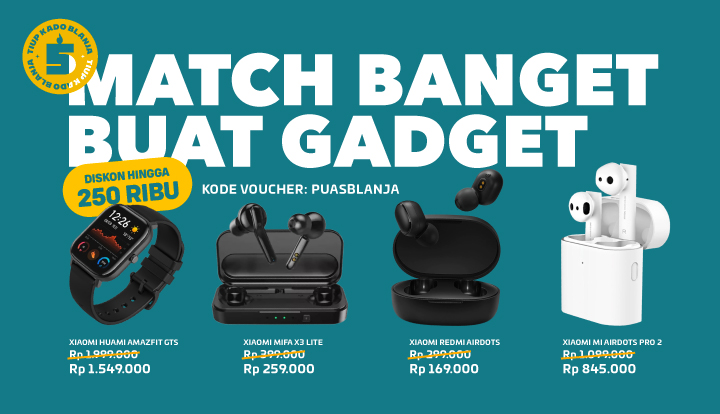 TIUP KADO BLANJA
TIUP KADO BLANJA
5
MATCH BANGET
BUAT GADGET
DISKON HINGGA
250 RIBU
KODE VOUCHER: PUASBLANJA
12:26
XIAOMI HUAMI AMAZFIT GTS
Rp 1.999.000
Rp 1.549.000
XIAOMI MIFA X3 LITE
Rp 399.000
Rp 259.000
XIAOMI REDMI AIRDOTS
Rp 299.000
Rp 169.000
XIAOMI MI AIRDOTS PRO 2
Rp 1.099.000
Rp 845.000